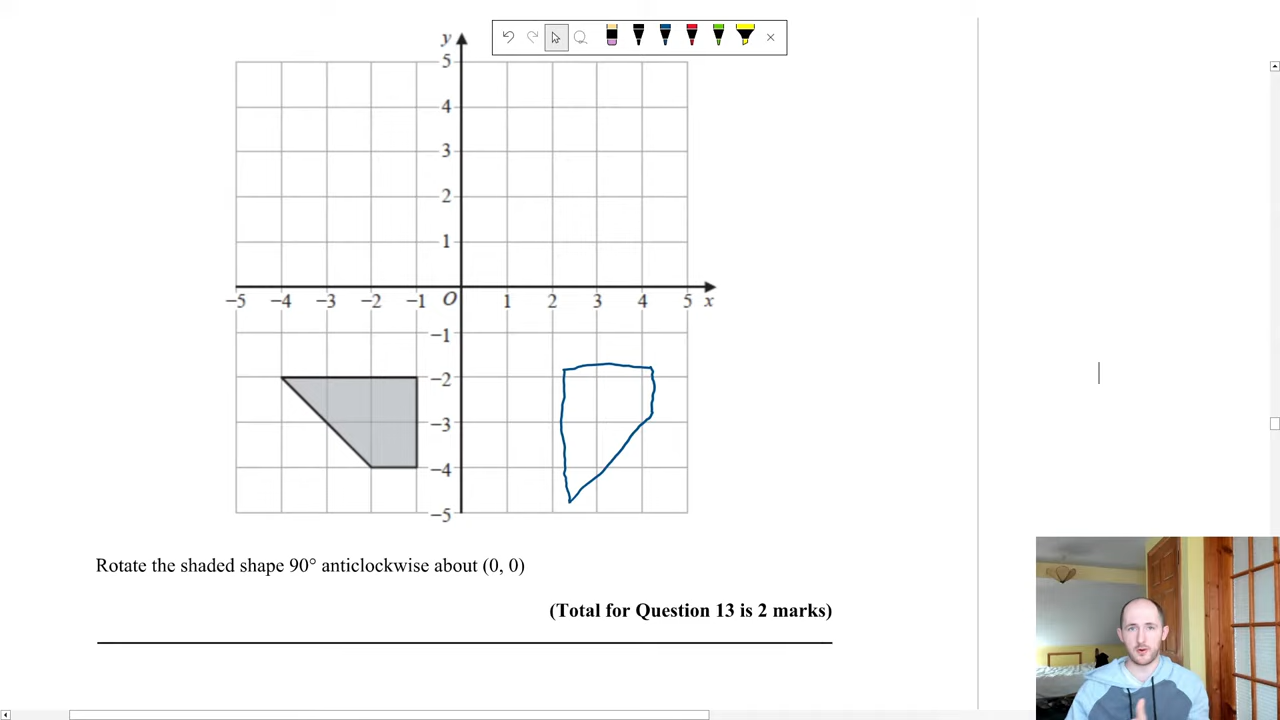 y
5
4
3
2
1
−5 −4 −3 −2 −1 O 1 2 3 4 5 x
−1
−2
−3
−4
−5
Rotate the shaded shape 90° anticlockwise about (0, 0)
(Total for Question 13 is 2 marks)